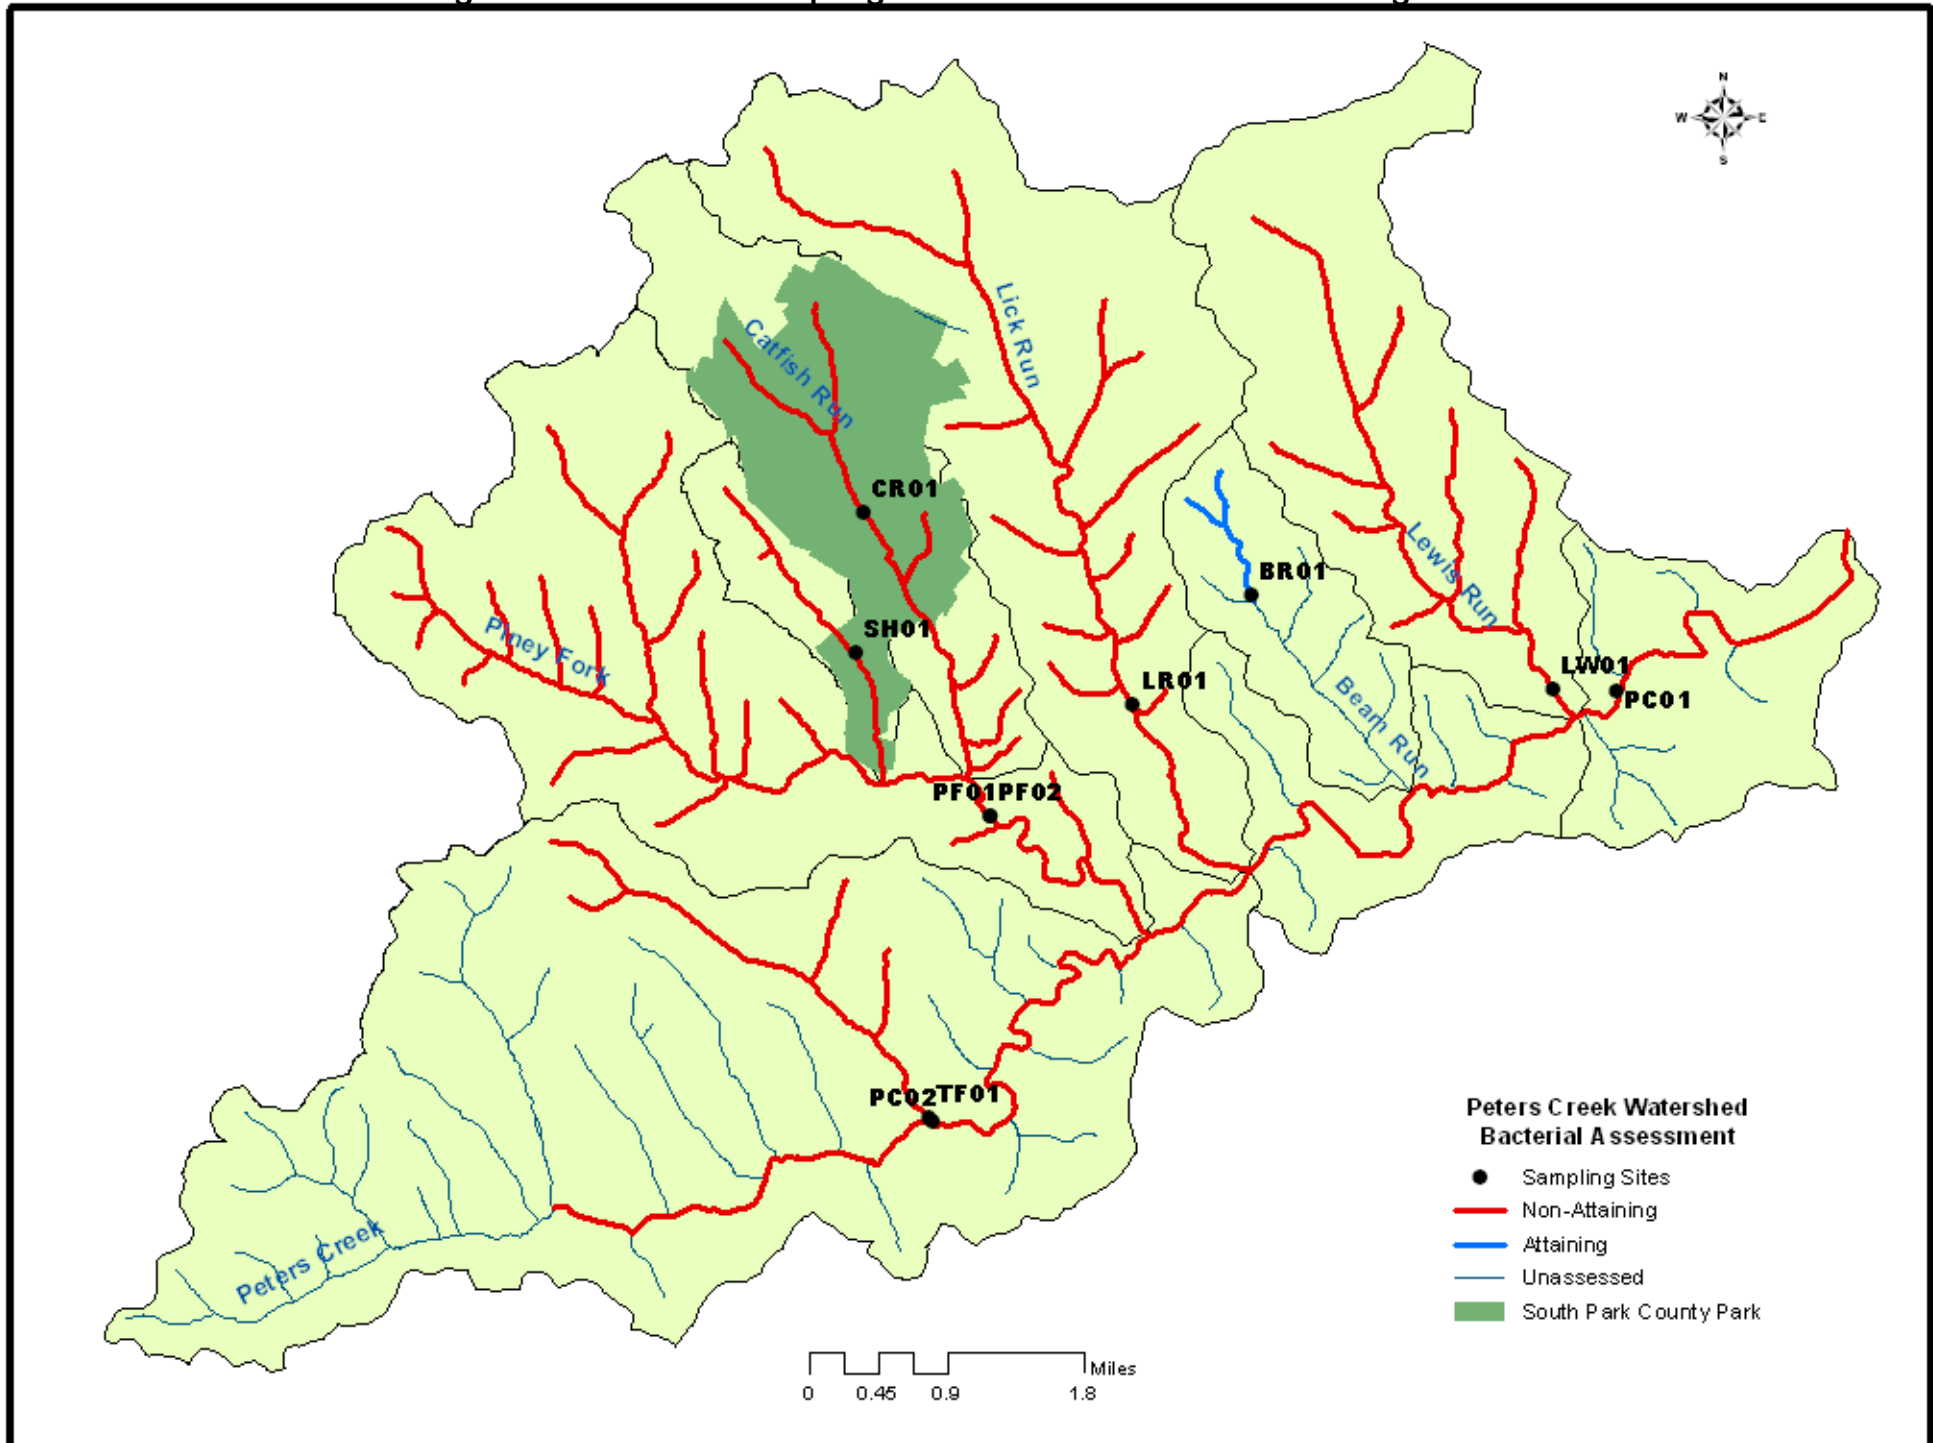 N
W E
S
Lick Run
Catfish Run
CR01
BR01
Lewis Run
SH01
Piney Fork
LW01
LR01
PC01
Beam Run
PF01PF02
PC02TF01
Peters Creek
Peters Creek Watershed
Bacterial Assessment
Sampling Sites
Non-Attaining
Attaining
Unassessed
South Park County Park
Miles
0 0.45 0.9 1.8